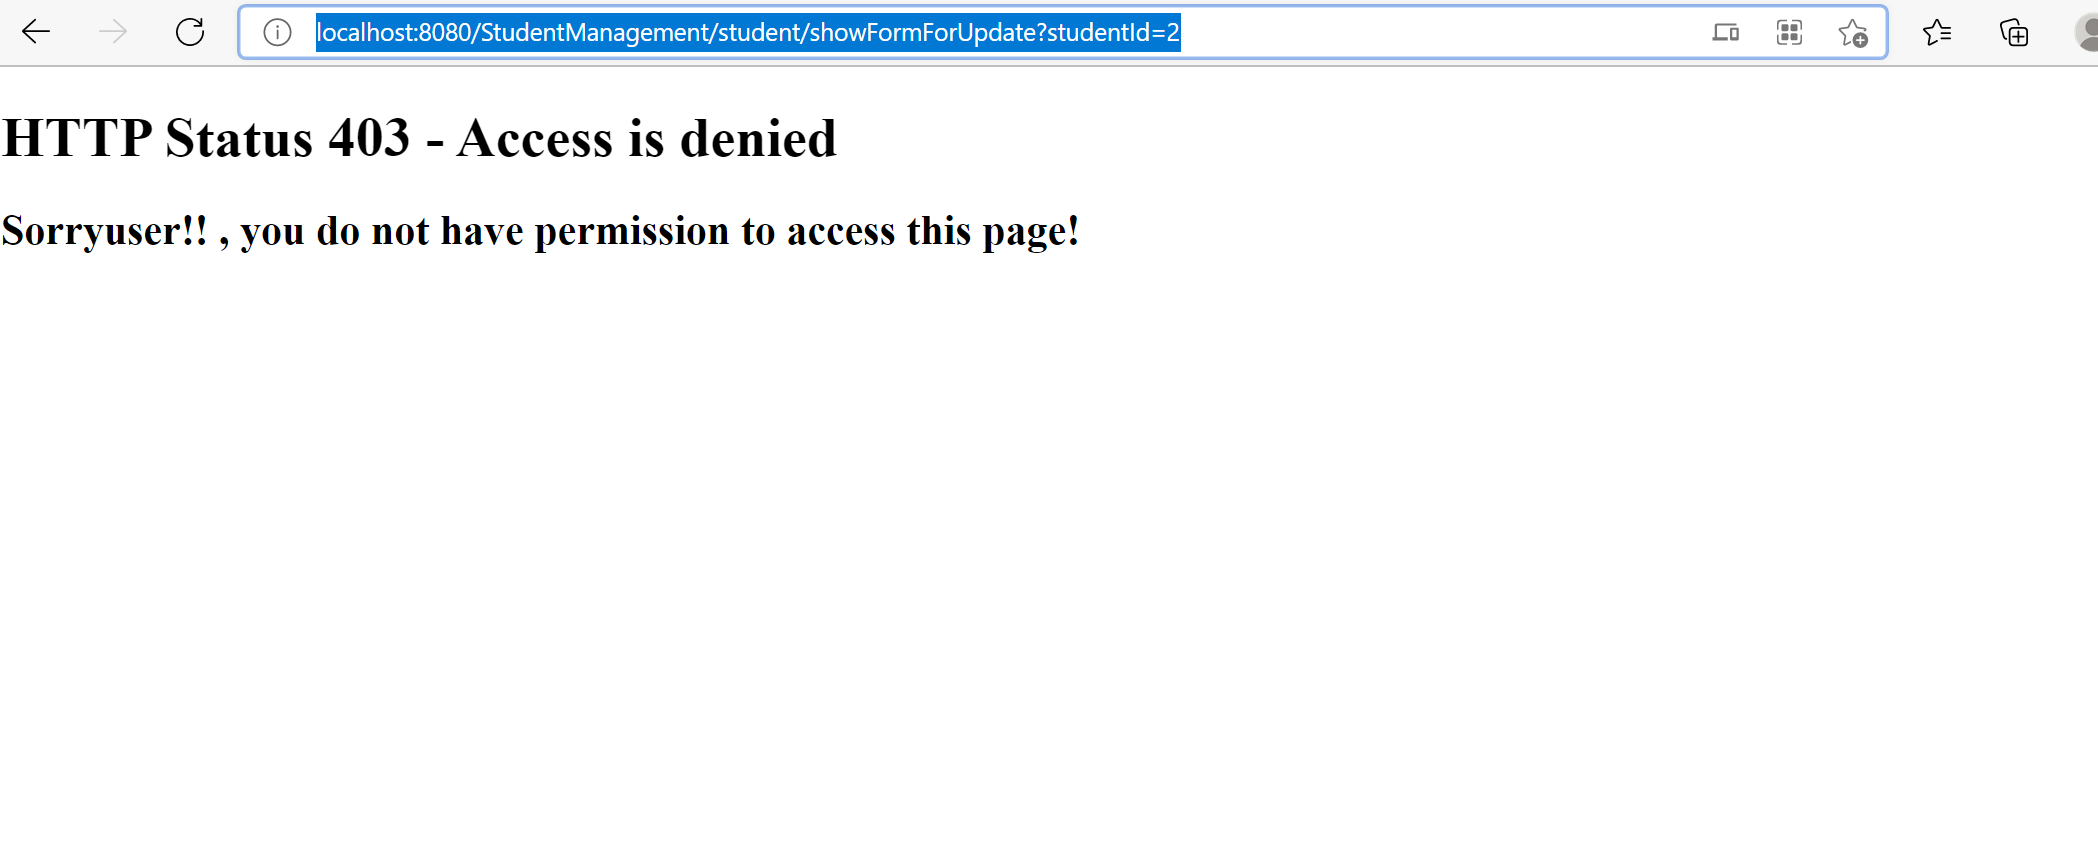 localhost:8080/StudentManagement/student/showFormForUpdate?studentId=2
HTTP Status 403 - Access is denied
Sorryuser!! , you do not have permission to access this page!